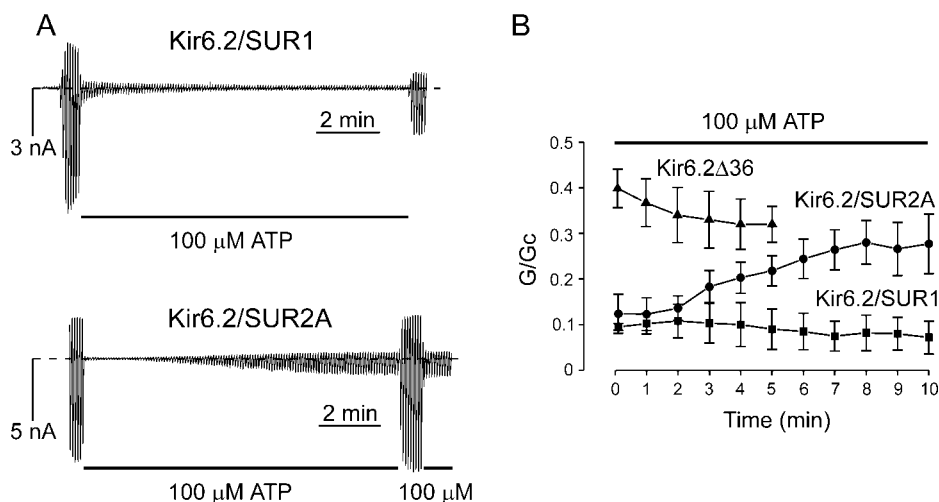 A
Kir6.2/SUR1
3 nA
2 min
100 μM ATP
Kir6.2/SUR2A
5 nA
2 min
100 μM ATP
100 μM
B
100 μM ATP
0.5
0.4
0.3
0.2
0.1
0
G/Gc
Kir6.2Δ36
Kir6.2/SUR2A
Kir6.2/SUR1
0 1 2 3 4 5 6 7 8 9 10
Time (min)